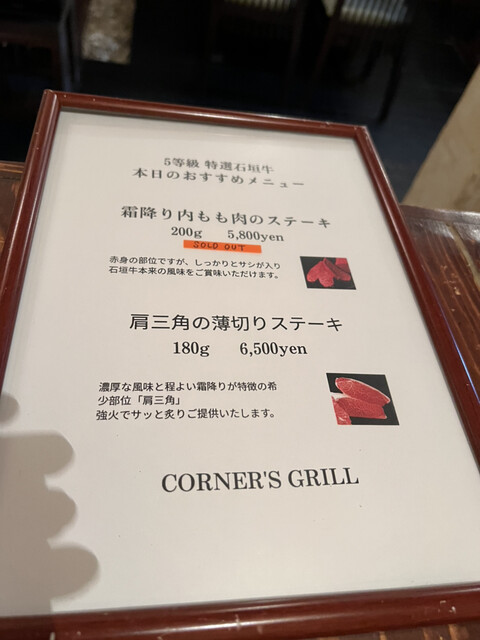 5等級 特選石垣牛
本日のおすすめメニュー
霜降り内もも肉のステーキ
200g 5,800yen
SOLD OUT
赤身の部位ですが、しっかりとサシが入り
石垣牛本来の風味をご賞味いただけます。
肩三角の薄切りステーキ
180g 6,500yen
濃厚な風味と程よい霜降りが特徴の希
少部位「肩三角」
強火でサッと炙りご提供いたします。
CORNER'S GRILL